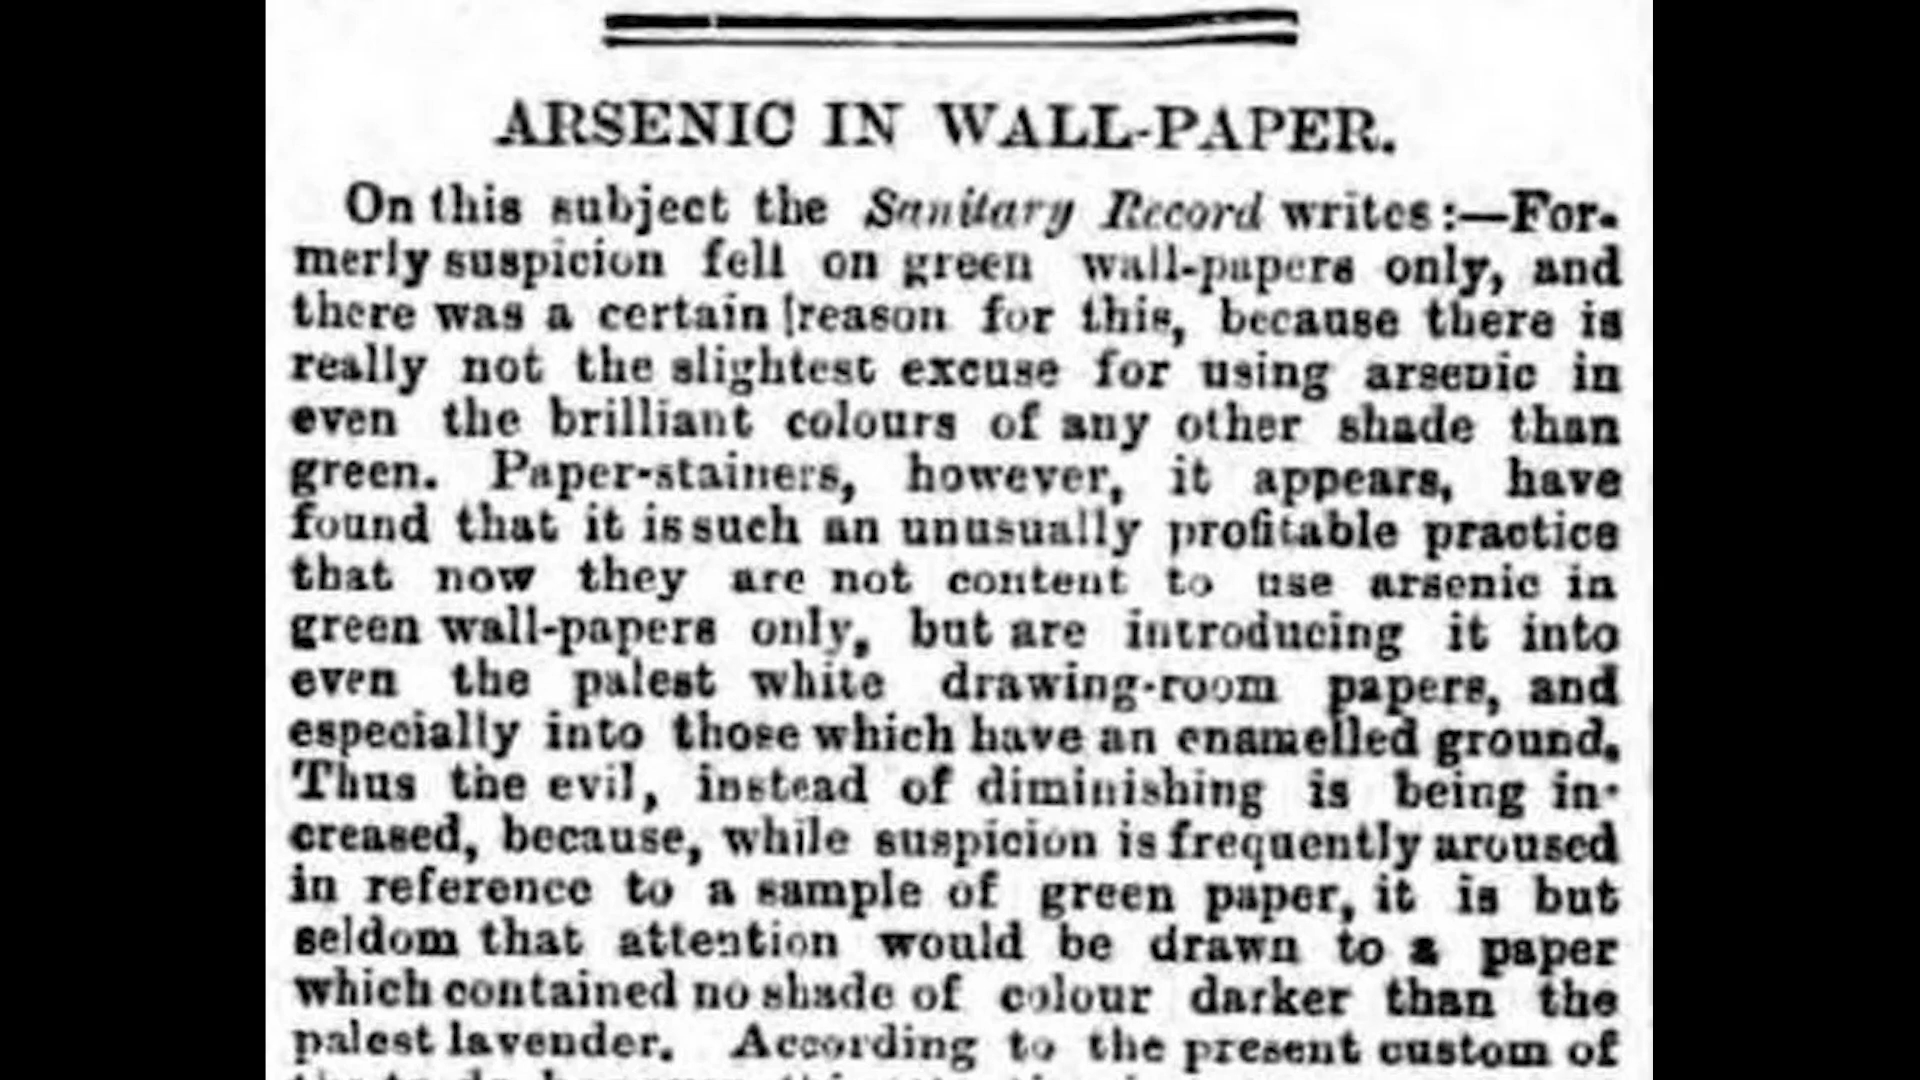 ARSENIC IN WALL-PAPER.
On this subject the Sanitary Record writes:—For-
merly suspicion fell on green wall-papers only, and
there was a certain reason for this, because there is
really not the slightest excuse for using arsenic in
even the brilliant colours of any other shade than
green. Paper-stainers, however, it appears, have
found that it is such an unusually profitable practice
that now they are not content to use arsenic in
green wall-papers only, but are introducing it into
even the palest white drawing-room papers, and
especially into those which have an enamelled ground.
Thus the evil, instead of diminishing is being in-
creased, because, while suspicion is frequently aroused
in reference to a sample of green paper, it is but
seldom that attention would be drawn to a paper
which contained no shade of colour darker than the
palest lavender. According to the present custom of